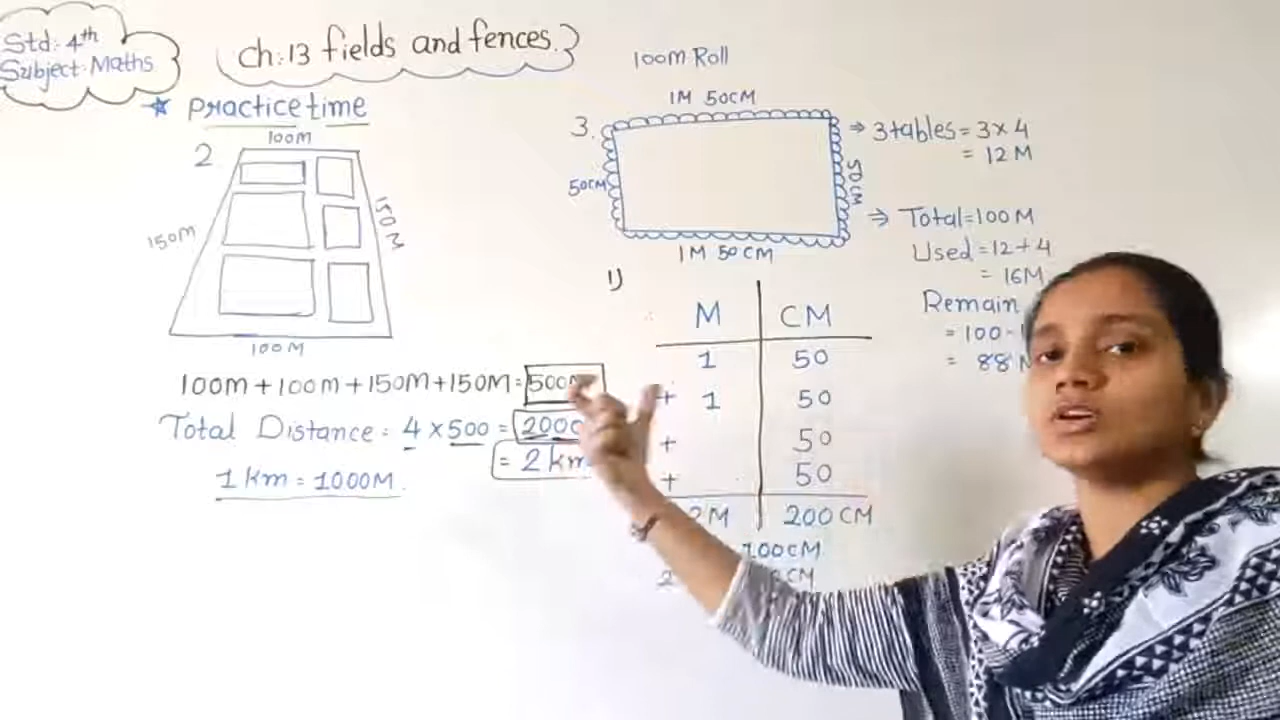 Std: 4th
Subject: Maths
Ch:13 fields and fences.
★ Practice time
2
100M
150M
150M
100M
100m + 100m + 150M + 150M = 500M
Total Distance = 4 × 500 = 2000
= 2 km
1 km = 1000M
100m Roll
3.
1M 50CM
50CM
50CM
1M 50CM
⇒ 3 tables = 3 × 4
= 12 M
⇒ Total = 100M
Used = 12 + 4
= 16M
Remain
= 100 -
= 88 M
1)
M CM
1 50
+ 1 50
+ 50
+ 50
2M 200CM
100CM
2 CM